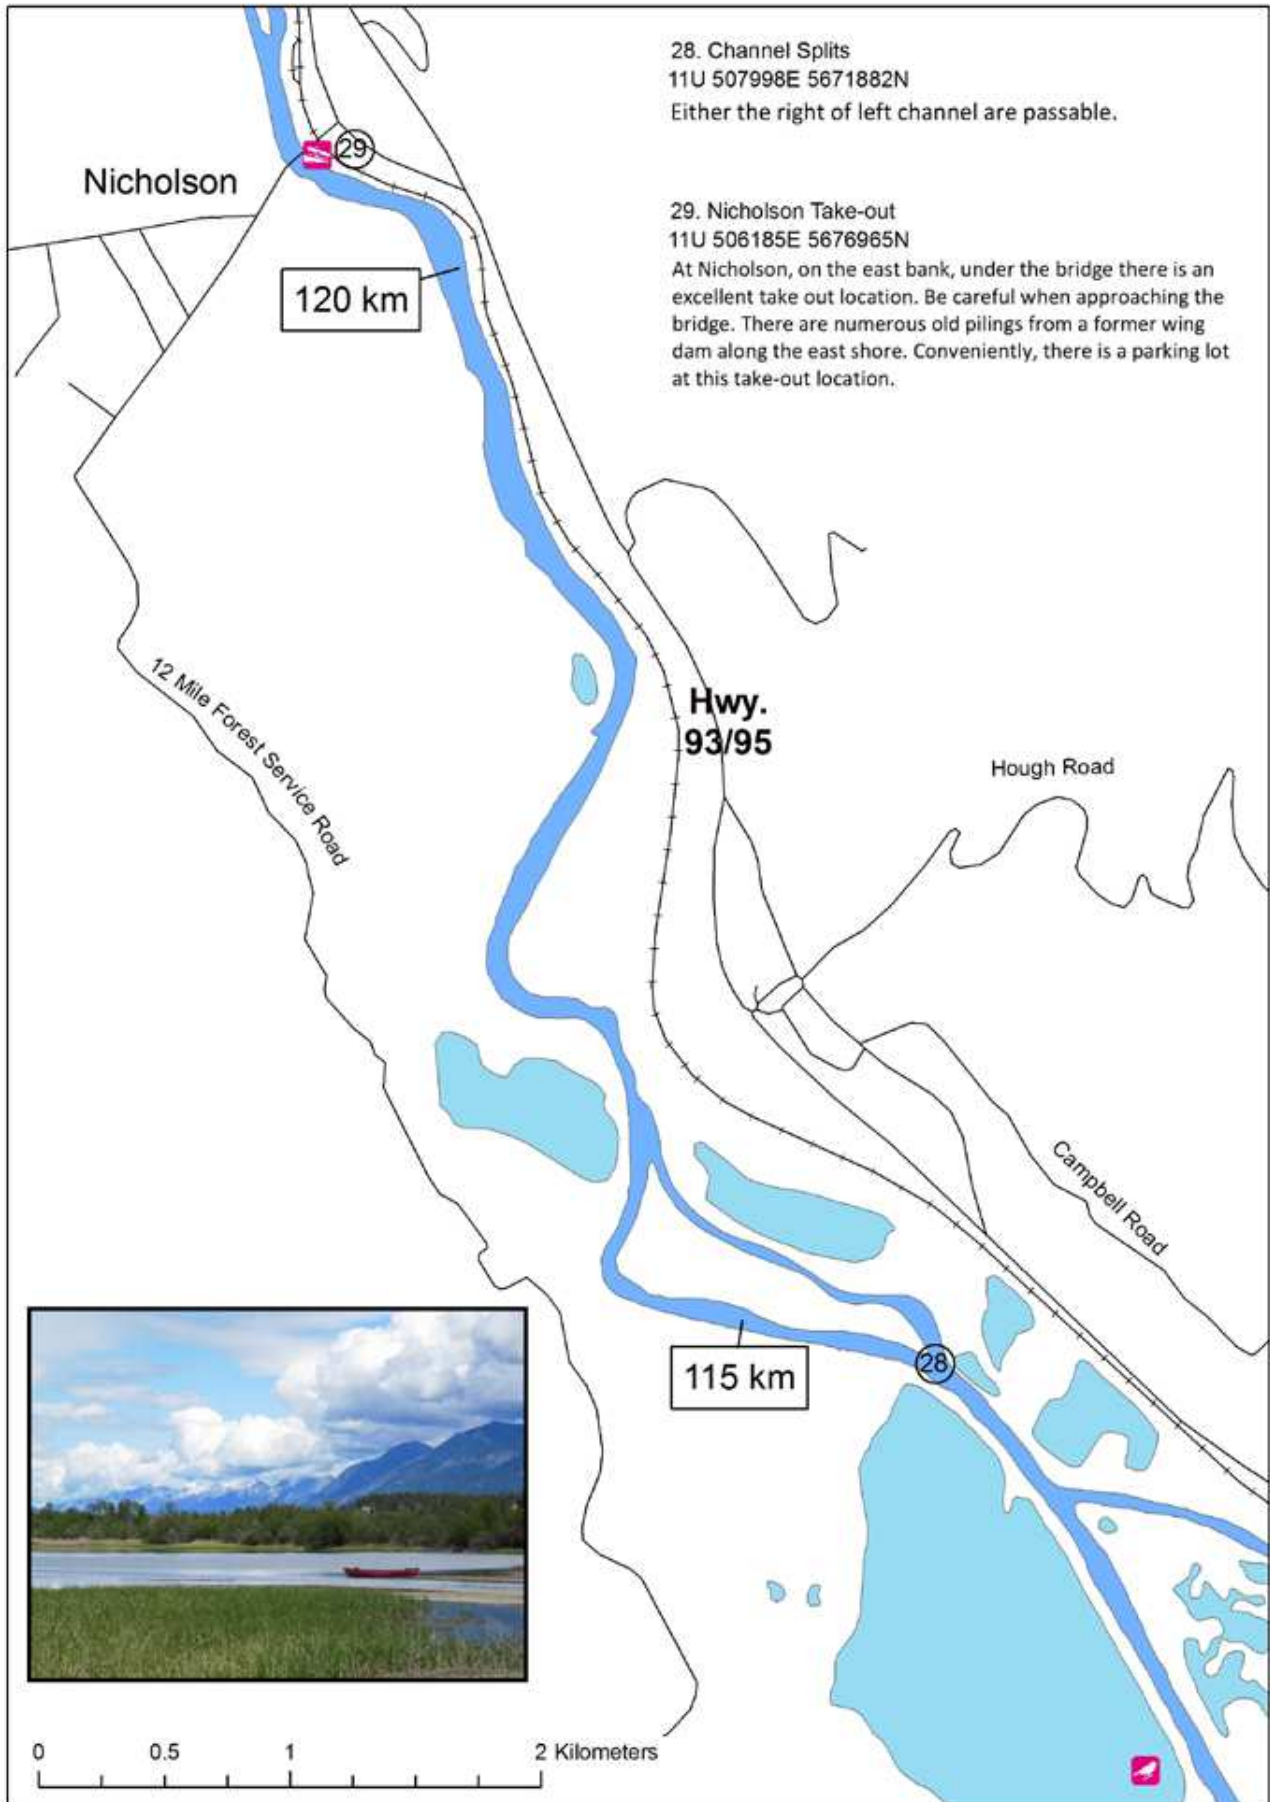 28. Channel Splits
11U 507998E 5671882N
Either the right of left channel are passable.
29
Nicholson
29. Nicholson Take-out
11U 506185E 5676965N
At Nicholson, on the east bank, under the bridge there is an
excellent take out location. Be careful when approaching the
bridge. There are numerous old pilings from a former wing
dam along the east shore. Conveniently, there is a parking lot
at this take-out location.
120 km
12 Mile Forest Service Road
Hwy.
93/95
Hough Road
Campbell Road
28
115 km
0 0.5 1 2 Kilometers